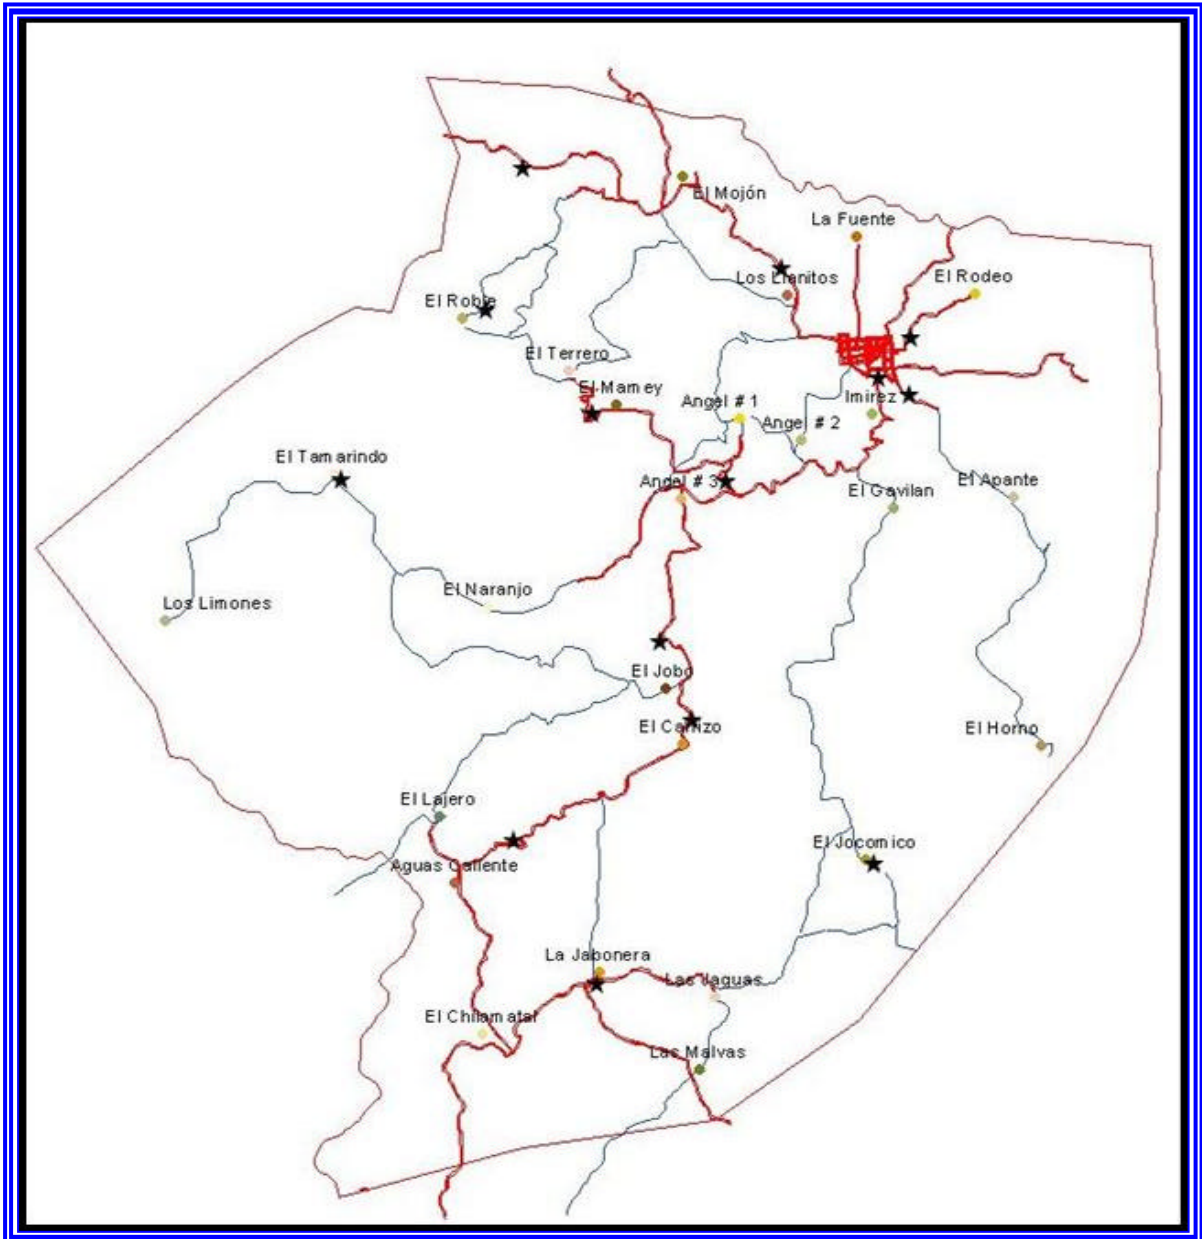 El Mojón
La Fuente
Los Llanitos
El Rodeo
El Roble
El Terrero
El Mamey
Angel # 1
Imirez
Angel # 2
El Tamarindo
Angel # 3
El Gavilan
El Apante
El Naranjo
Los Limones
El Jobo
El Carrizo
El Horno
El Lajero
El Jocomico
Aguas Caliente
La Jabonera
Las Jaguas
El Chilamatal
Las Malvas